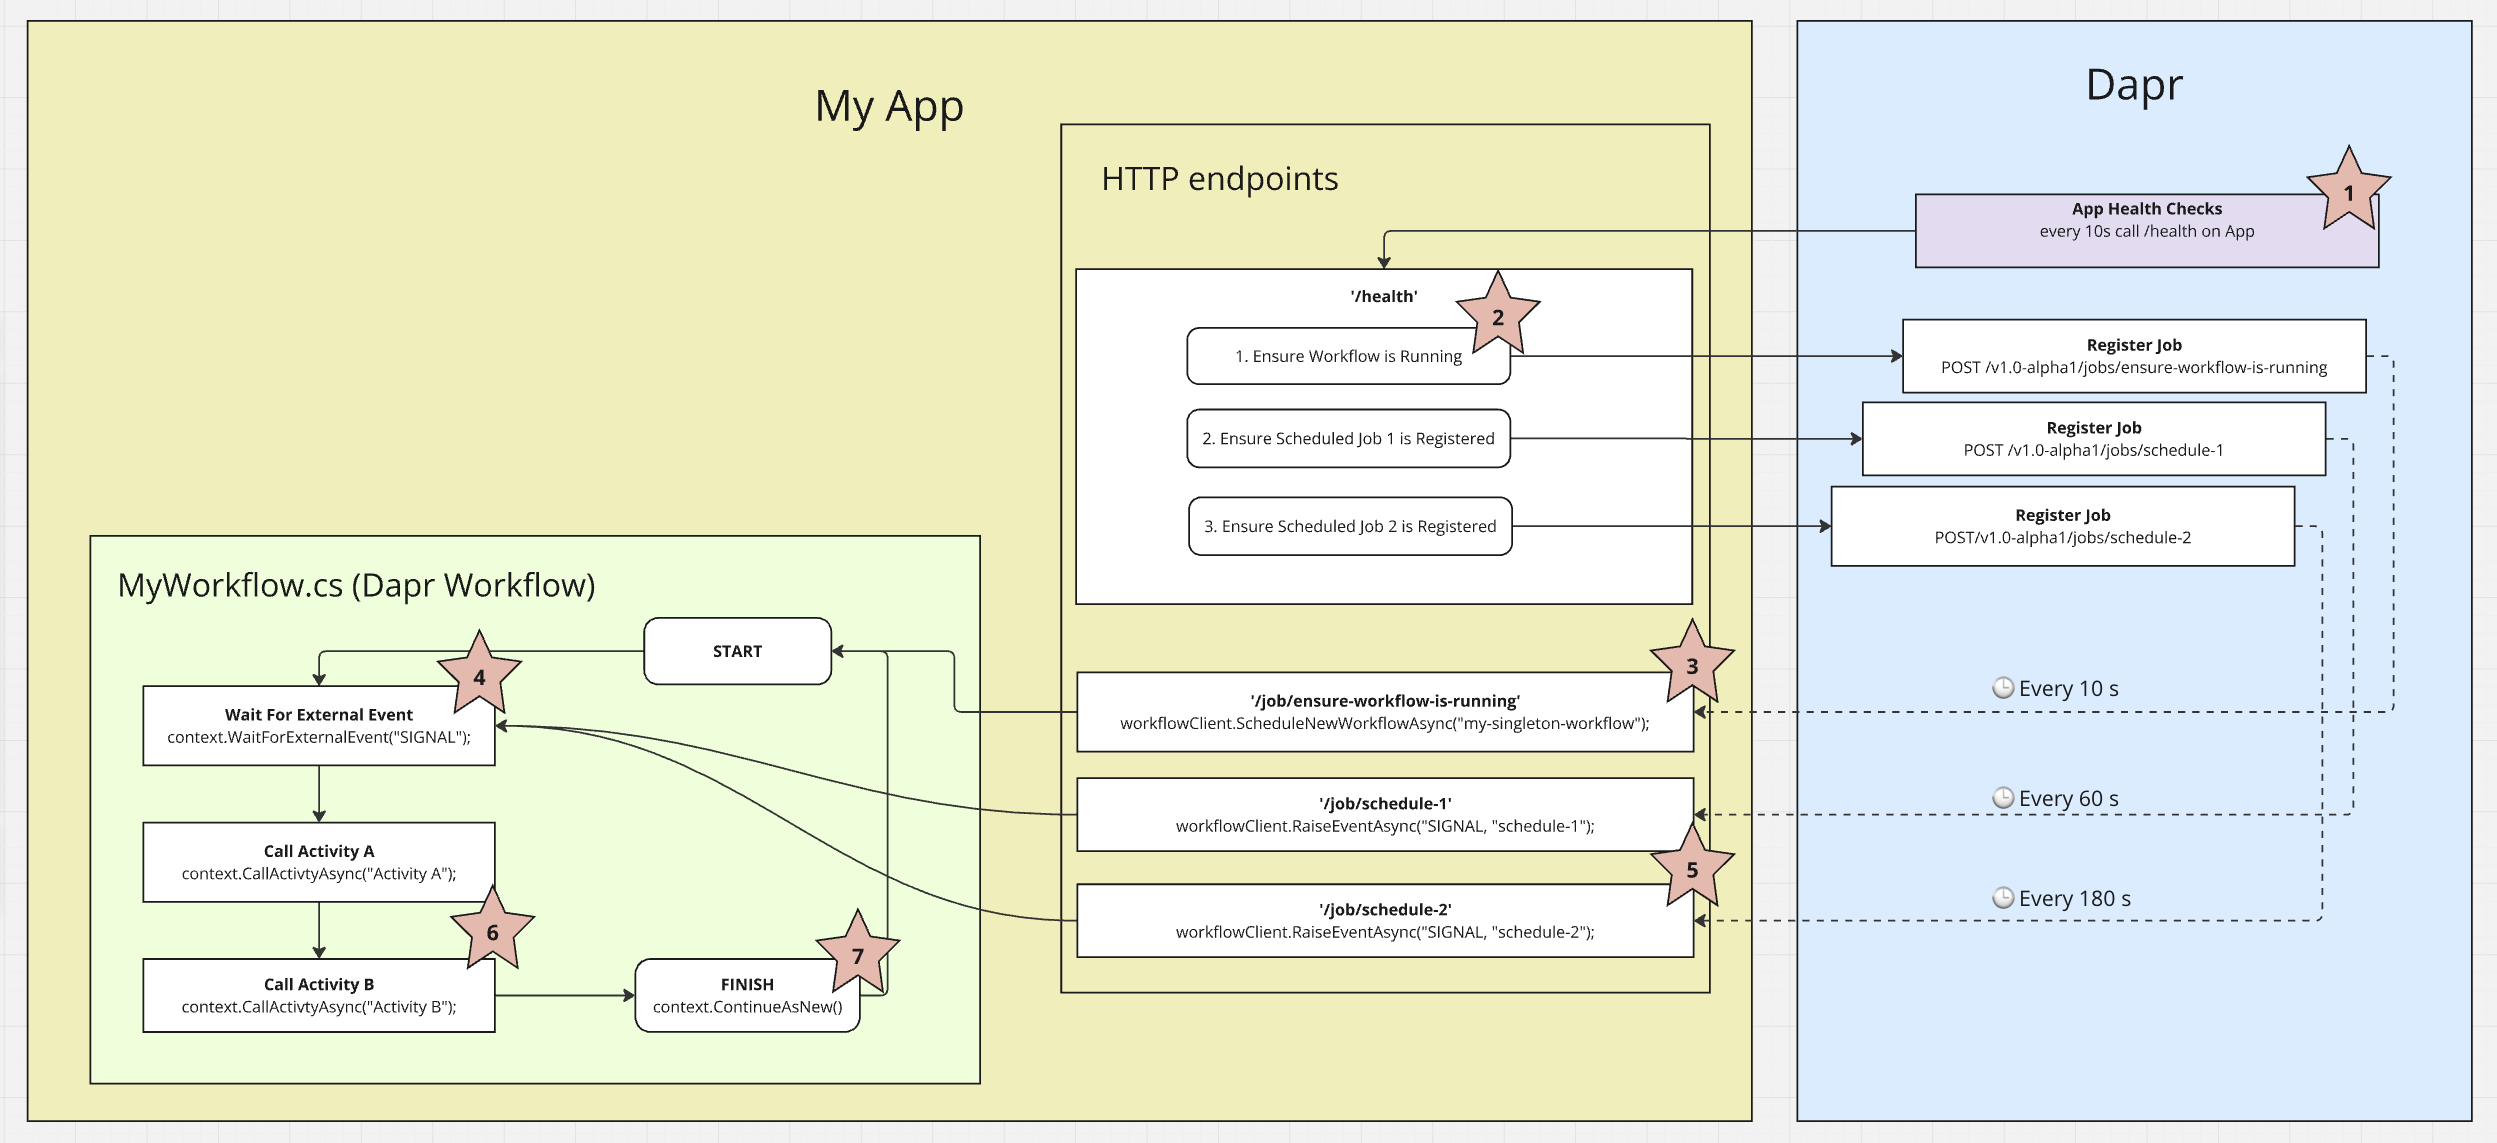 My App
Dapr
HTTP endpoints
1
App Health Checks
every 10s call /health on App
'/health'
2
1. Ensure Workflow is Running
Register Job
POST /v1.0-alpha1/jobs/ensure-workflow-is-running
2. Ensure Scheduled Job 1 is Registered
Register Job
POST /v1.0-alpha1/jobs/schedule-1
3. Ensure Scheduled Job 2 is Registered
Register Job
POST/v1.0-alpha1/jobs/schedule-2
MyWorkflow.cs (Dapr Workflow)
START
4
Wait For External Event
context.WaitForExternalEvent("SIGNAL");
3
'/job/ensure-workflow-is-running'
workflowClient.ScheduleNewWorkflowAsync("my-singleton-workflow");
Every 10 s
'/job/schedule-1'
workflowClient.RaiseEventAsync("SIGNAL, "schedule-1");
Every 60 s
Call Activity A
context.CallActivtyAsync("Activity A");
5
'/job/schedule-2'
workflowClient.RaiseEventAsync("SIGNAL, "schedule-2");
Every 180 s
6
Call Activity B
context.CallActivtyAsync("Activity B");
7
FINISH
context.ContinueAsNew()